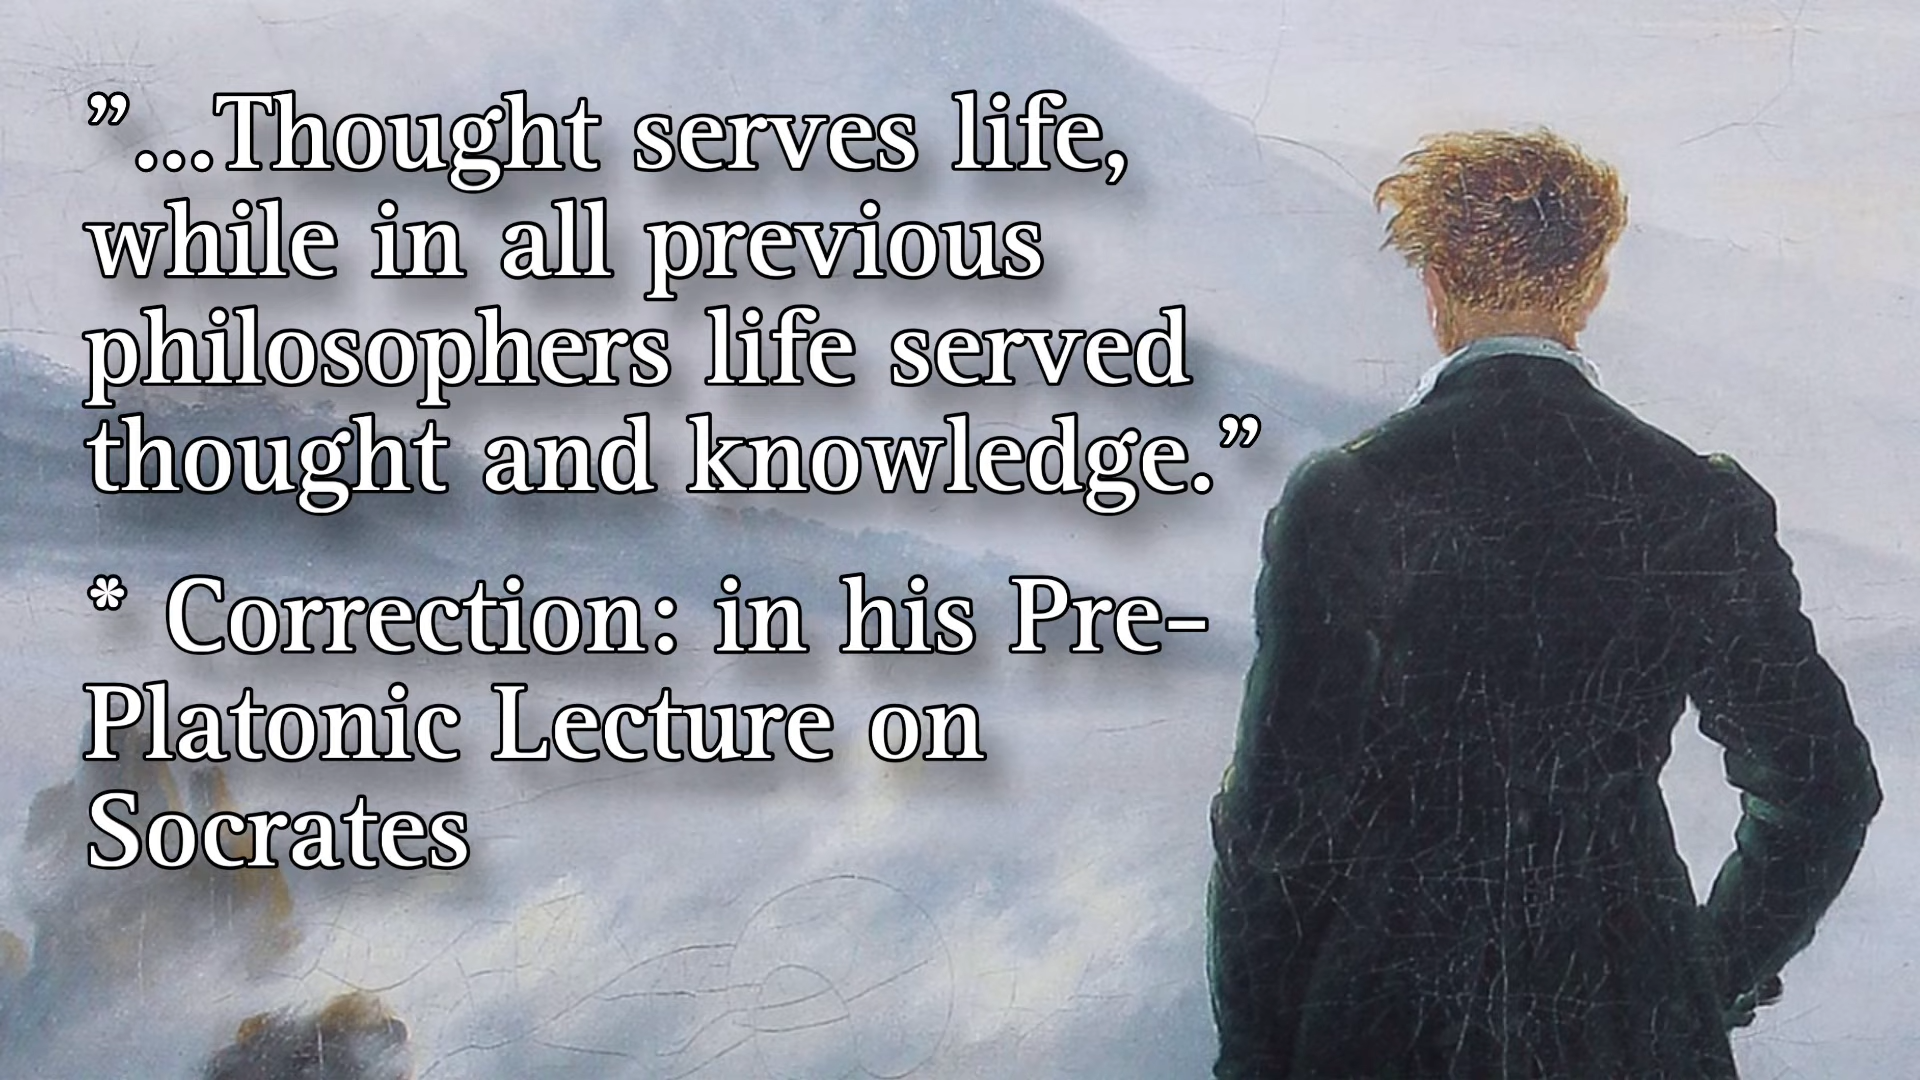 ”...Thought serves life,
while in all previous
philosophers life served
thought and knowledge.”
* Correction: in his Pre-
Platonic Lecture on
Socrates